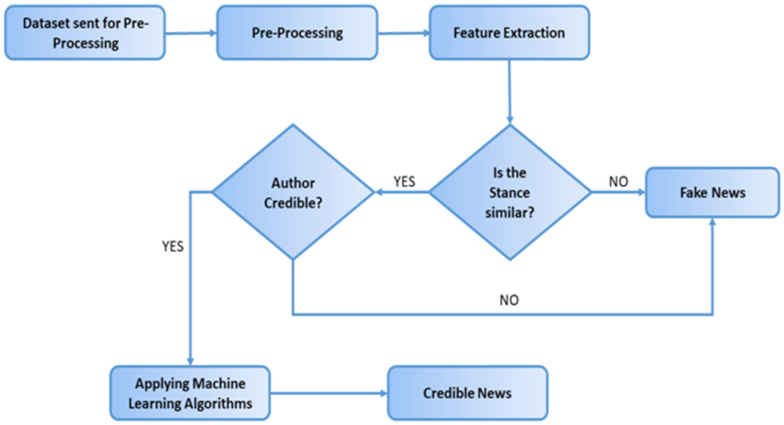 Dataset sent for Pre-
Processing
Pre-Processing
Feature Extraction
Author
Credible?
YES
Is the
Stance
similar?
NO
Fake News
YES
NO
Applying Machine
Learning Algorithms
Credible News